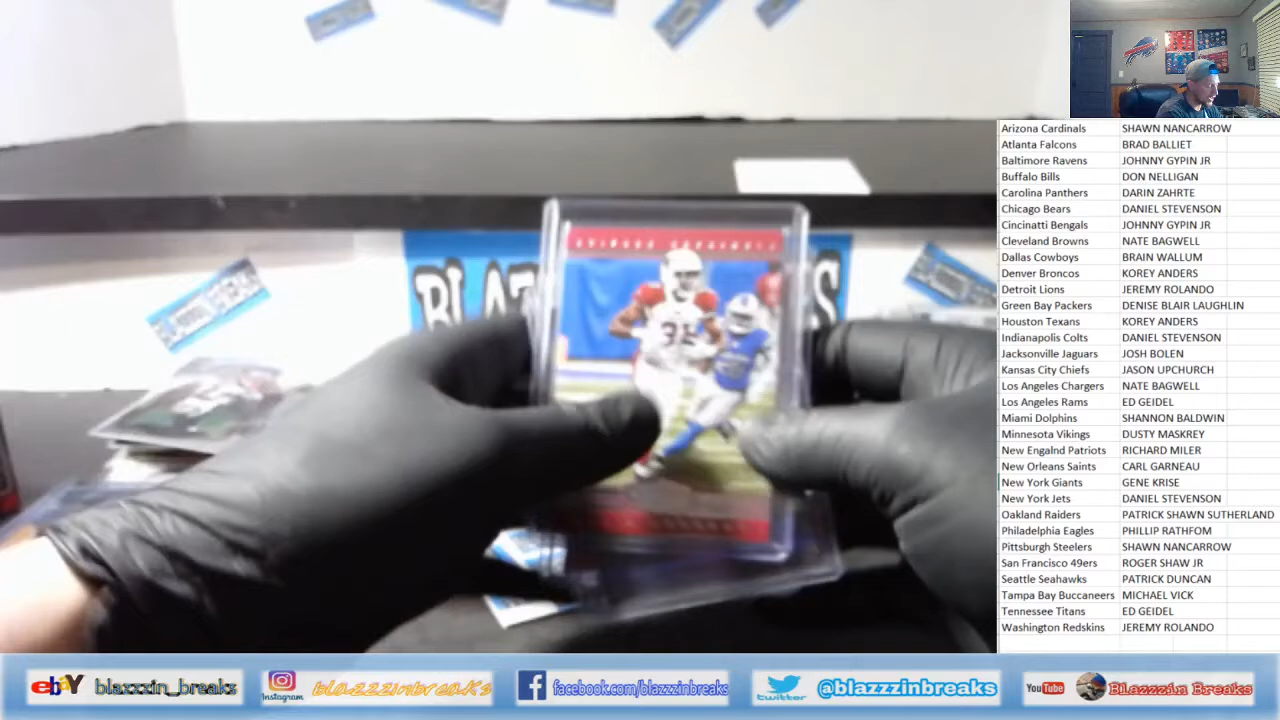 Arizona Cardinals SHAWN NANCARROW
Atlanta Falcons BRAD BALLIET
Baltimore Ravens JOHNNY GYPIN JR
Buffalo Bills DON NELLIGAN
Carolina Panthers DARIN ZAHRTE
Chicago Bears DANIEL STEVENSON
Cincinatti Bengals JOHNNY GYPIN JR
Cleveland Browns NATE BAGWELL
Dallas Cowboys BRAIN WALLUM
Denver Broncos KOREY ANDERS
Detroit Lions JEREMY ROLANDO
Green Bay Packers DENISE BLAIR LAUGHLIN
Houston Texans KOREY ANDERS
Indianapolis Colts DANIEL STEVENSON
Jacksonville Jaguars JOSH BOLEN
Kansas City Chiefs JASON UPCHURCH
Los Angeles Chargers NATE BAGWELL
Los Angeles Rams ED GEIDEL
Miami Dolphins SHANNON BALDWIN
Minnesota Vikings DUSTY MASKREY
New Engalnd Patriots RICHARD MILER
New Orleans Saints CARL GARNEAU
New York Giants GENE KRISE
New York Jets DANIEL STEVENSON
Oakland Raiders PATRICK SHAWN SUTHERLAND
Philadelphia Eagles PHILLIP RATHFOM
Pittsburgh Steelers SHAWN NANCARROW
San Francisco 49ers ROGER SHAW JR
Seattle Seahawks PATRICK DUNCAN
Tampa Bay Buccaneers MICHAEL VICK
Tennessee Titans ED GEIDEL
Washington Redskins JEREMY ROLANDO
ebaY blazzzin_breaks
Instagram blazzzinbreaks
facebook.com/blazzzinbreaks
twitter @blazzzinbreaks
YouTube Blazzzin Breaks